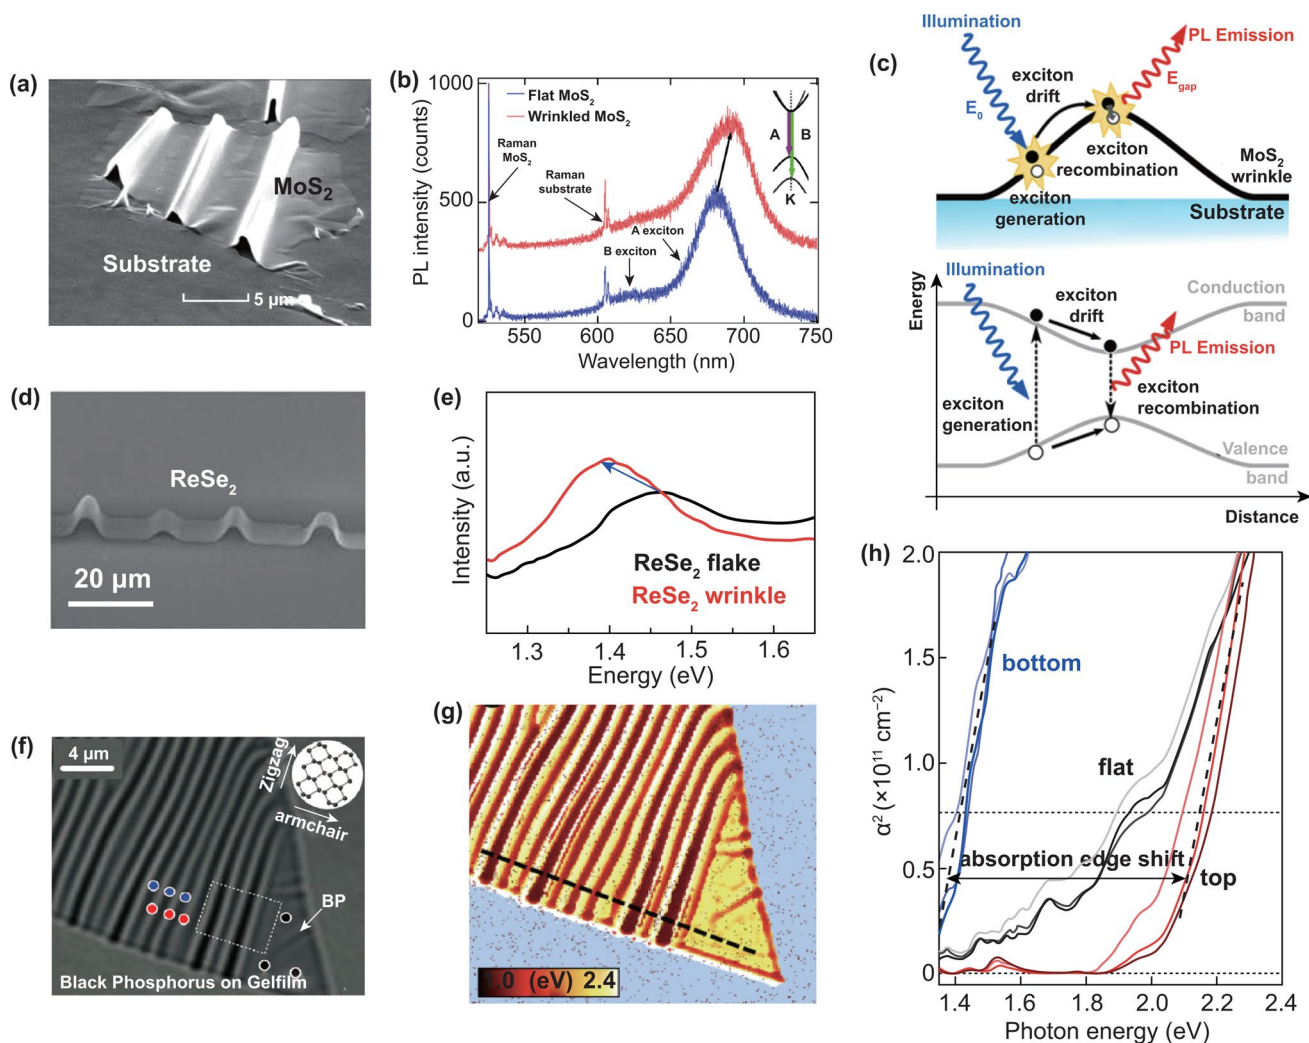 (a)
MoS₂
Substrate
5 µm
(b)
1000
500
0
PL intensity (counts)
Flat MoS₂
Wrinkled MoS₂
Raman
MoS₂
Raman
substrate
B exciton
A exciton
A
B
K
550
600
650
700
750
Wavelength (nm)
(c)
Illumination
E₀
PL Emission
E_gap
exciton
drift
exciton
recombination
exciton
generation
MoS₂
wrinkle
Substrate
Energy
Illumination
exciton
drift
Conduction
band
PL Emission
exciton
generation
exciton
recombination
Valence
band
Distance
(d)
ReSe₂
20 µm
(e)
Intensity (a.u.)
ReSe₂ flake
ReSe₂ wrinkle
1.3
1.4
1.5
1.6
Energy (eV)
(f)
4 µm
Zigzag
armchair
BP
Black Phosphorus on Gelfilm
(g)
.0 (eV) 2.4
(h)
2.0
1.5
1.0
0.5
0
α² (×10¹¹ cm⁻²)
bottom
flat
absorption edge shift
top
1.4
1.6
1.8
2.0
2.2
2.4
Photon energy (eV)